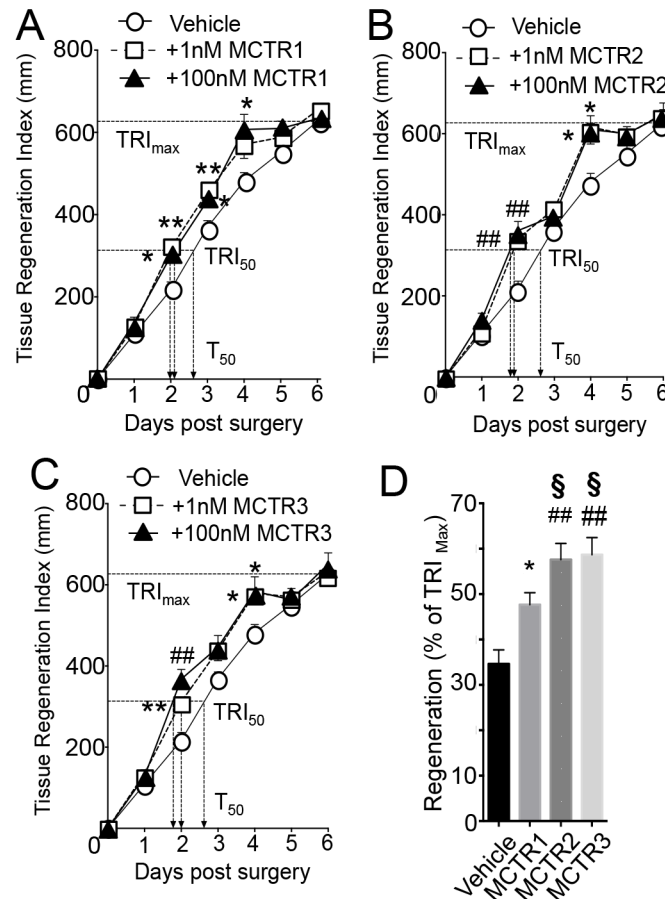 A
Vehicle
+1nM MCTR1
+100nM MCTR1
Tissue Regeneration Index (mm)
800
600
400
200
0
TRImax
TRI50
T50
*
**
**
*
*
1 2 3 4 5 6
Days post surgery
B
Vehicle
+1nM MCTR2
+100nM MCTR2
Tissue Regeneration Index (mm)
800
600
400
200
0
TRImax
TRI50
T50
##
##
*
*
1 2 3 4 5 6
Days post surgery
C
Vehicle
+1nM MCTR3
+100nM MCTR3
Tissue Regeneration Index (mm)
800
600
400
200
0
TRImax
TRI50
T50
**
##
*
*
1 2 3 4 5 6
Days post surgery
D
Regeneration (% of TRI Max)
70
50
30
10
0
*
§
##
§
##
Vehicle
MCTR1
MCTR2
MCTR3